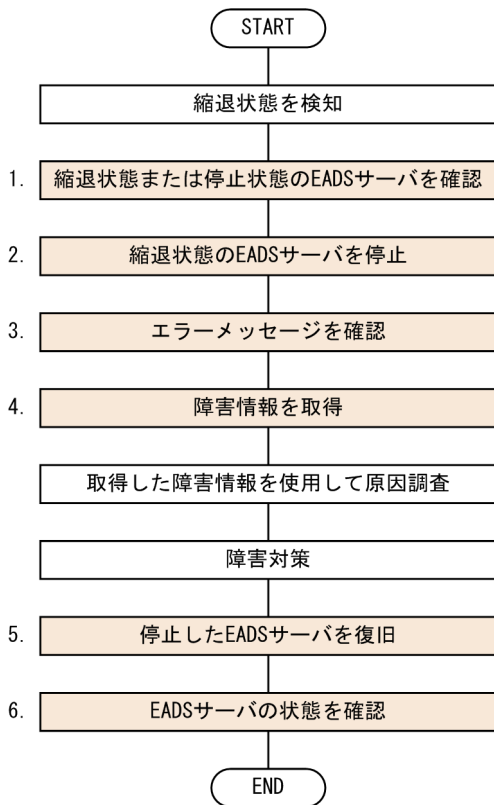 START
縮退状態を検知
1. 縮退状態または停止状態のEADSサーバを確認
2. 縮退状態のEADSサーバを停止
3. エラーメッセージを確認
4. 障害情報を取得
取得した障害情報を使用して原因調査
障害対策
5. 停止したEADSサーバを復旧
6. EADSサーバの状態を確認
END